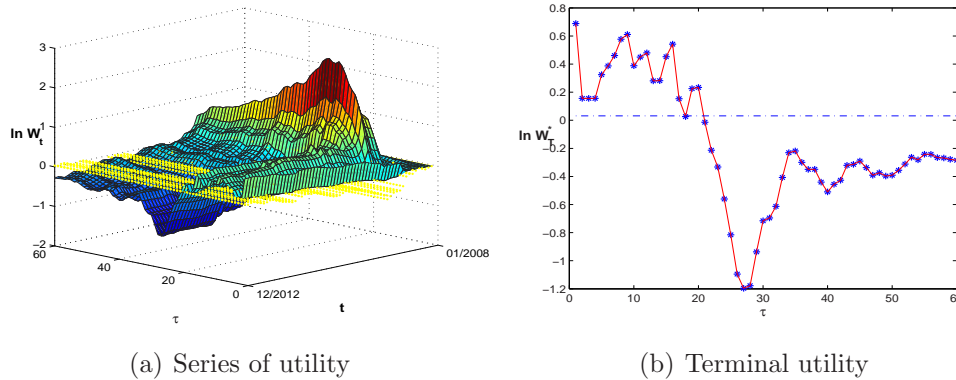 3
2
1
0
−1
−2
ln W_t^*
60
40
20
0
τ
12/2012
t
01/2008
0.8
0.6
0.4
0.2
0
−0.2
−0.4
−0.6
−0.8
−1
−1.2
ln W_T^*
0 10 20 30 40 50 60
τ
(a) Series of utility
(b) Terminal utility